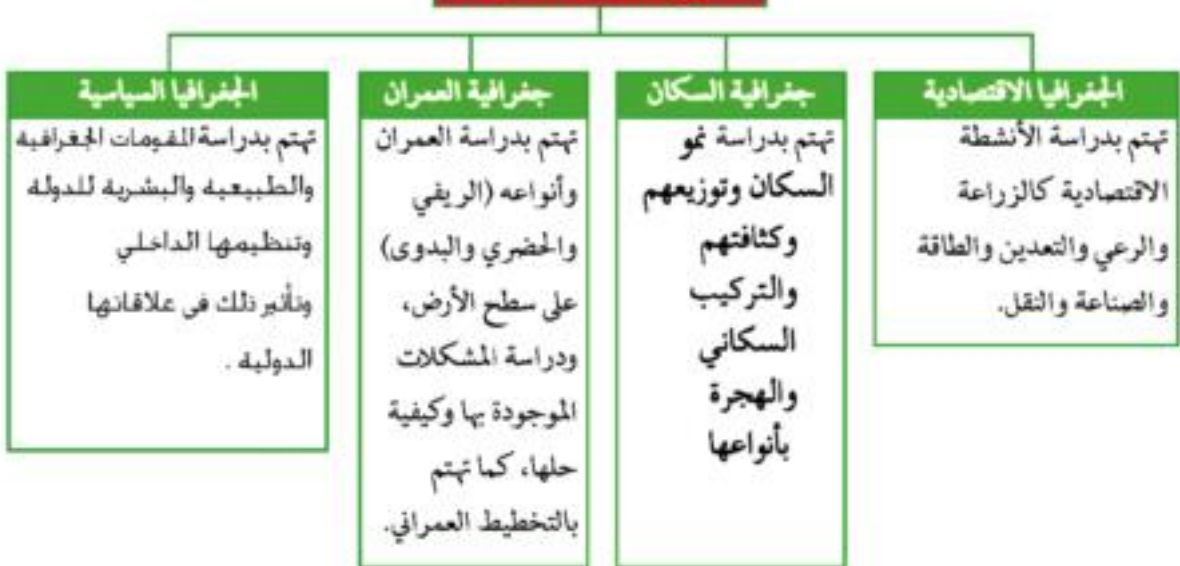 الجغرافيا الاقتصادية
تهتم بدراسة الأنشطة
الاقتصادية كالزراعة
والرعي والتعدين والطاقة
والصناعة والنقل.
جغرافية السكان
تهتم بدراسة نمو
السكان وتوزيعهم
وكثافتهم
والتركيب
السكاني
والهجرة
بأنواعها
جغرافية العمران
تهتم بدراسة العمران
وأنواعه (الريفي
والحضري والبدوى)
على سطح الأرض،
ودراسة المشكلات
الموجودة بها وكيفية
حلها، كما تهتم
بالتخطيط العمراني.
الجغرافيا السياسية
تهتم بدراسة المقومات الجغرافية
والطبيعية والبشرية للدولة
وتنظيمها الداخلي
وتأثير ذلك فى علاقاتها
الدولية .